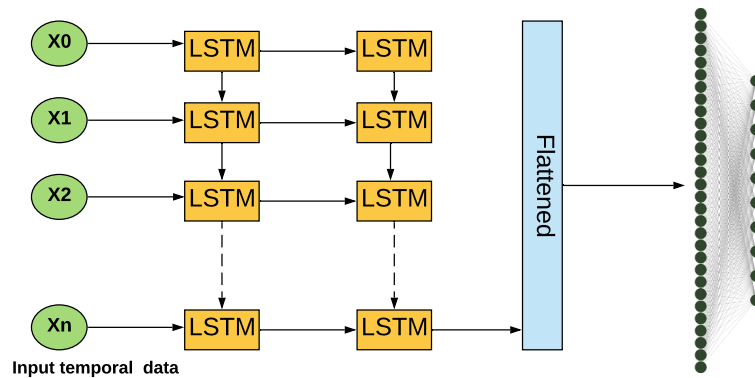 X0
LSTM
LSTM
X1
LSTM
LSTM
X2
LSTM
LSTM
Flattened
Xn
LSTM
LSTM
Input temporal data